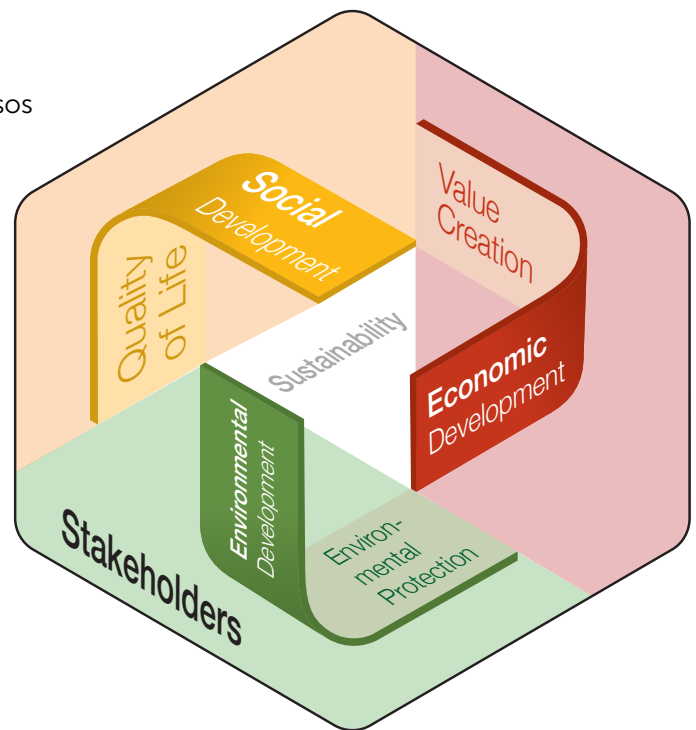 sos
Social
Development
Value
Creation
Quality
of Life
Sustainability
Economic
Development
Environmental
Development
Environ-
mental
Protection
Stakeholders